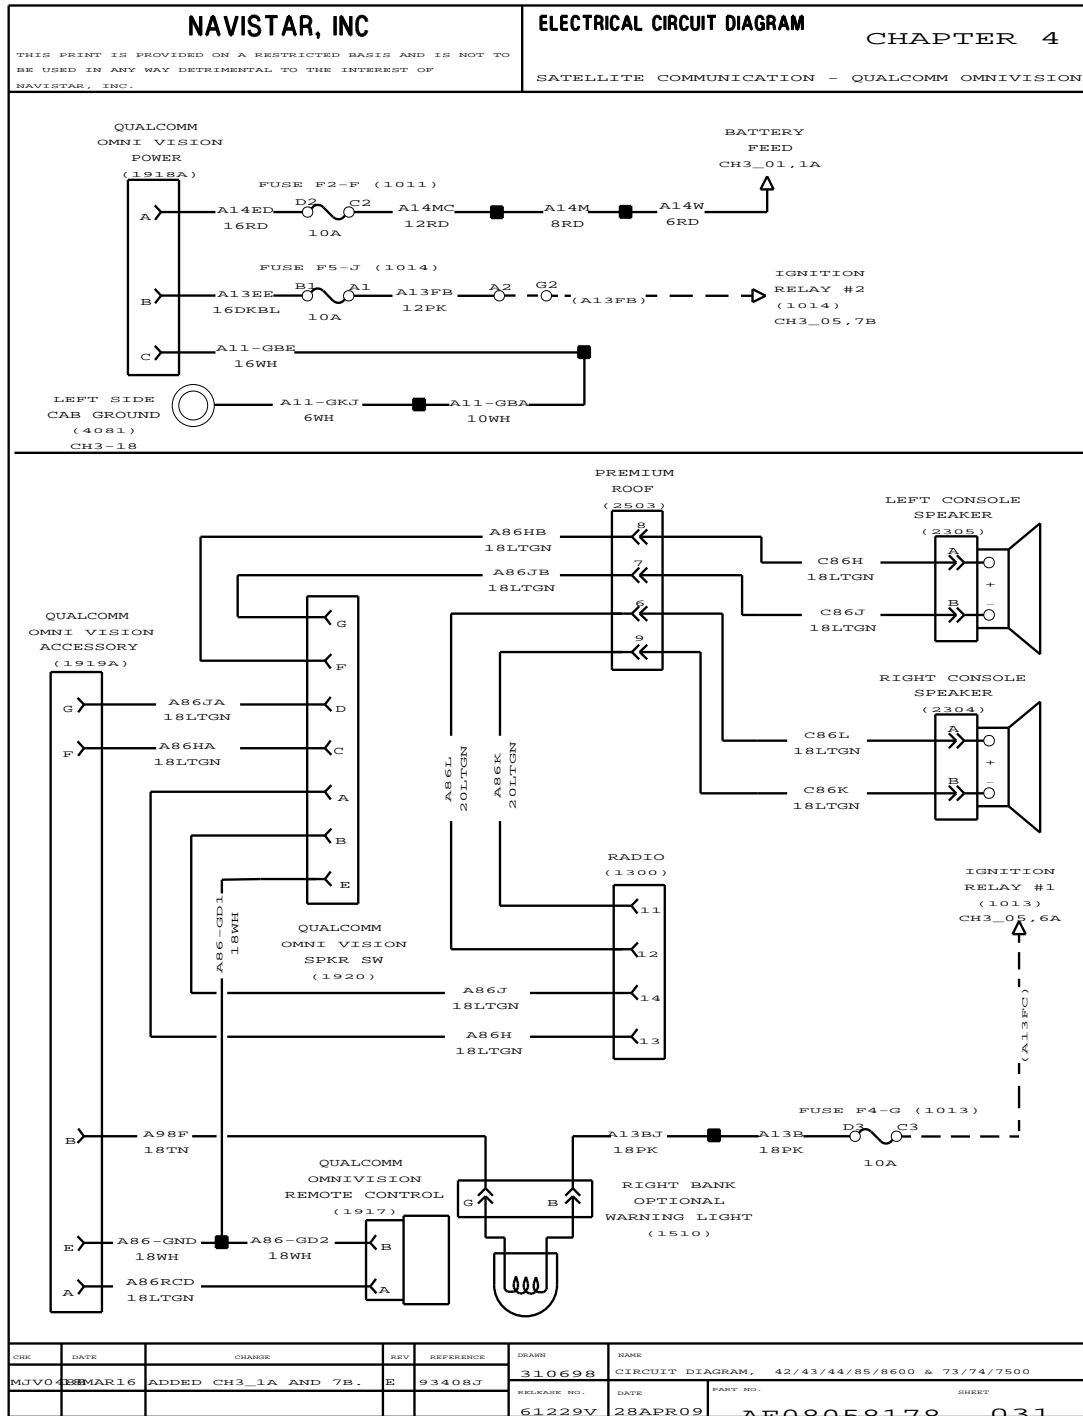 NAVISTAR, INC
THIS PRINT IS PROVIDED ON A RESTRICTED BASIS AND IS NOT TO
BE USED IN ANY WAY DETRIMENTAL TO THE INTEREST OF
NAVISTAR, INC.
ELECTRICAL CIRCUIT DIAGRAM
CHAPTER 4
SATELLITE COMMUNICATION - QUALCOMM OMNIVISION
QUALCOMM
OMNI VISION
POWER
(1918A)
FUSE F2-F (1011)
A
A14ED
16RD
D2
C2
10A
A14MC
12RD
A14M
8RD
A14W
6RD
BATTERY
FEED
CH3_01,1A
FUSE F5-J (1014)
B
A13EE
16DKBL
B1
A1
10A
A13FB
12PK
A2
G2
(A13FB)
IGNITION
RELAY #2
(1014)
CH3_05,7B
C
A11-GBE
16WH
LEFT SIDE
CAB GROUND
(4081)
CH3-18
A11-GKJ
6WH
A11-GBA
10WH
PREMIUM
ROOF
(2503)
8
7
6
9
A86HB
18LTGN
A86JB
18LTGN
C86H
18LTGN
C86J
18LTGN
LEFT CONSOLE
SPEAKER
(2305)
A
B
+
-
RIGHT CONSOLE
SPEAKER
(2304)
A
B
+
-
C86L
18LTGN
C86K
18LTGN
QUALCOMM
OMNI VISION
ACCESSORY
(1919A)
G
F
A86JA
18LTGN
A86HA
18LTGN
G
F
D
C
A
B
E
QUALCOMM
OMNI VISION
SPKR SW
(1920)
A86-GD1
18WH
A86L
20LTGN
A86K
20LTGN
RADIO
(1300)
11
12
14
13
A86J
18LTGN
A86H
18LTGN
IGNITION
RELAY #1
(1013)
CH3_05,6A
(A13FC)
FUSE F4-G (1013)
B
A98F
18TN
A13BJ
18PK
A13B
18PK
D3
C3
10A
QUALCOMM
OMNIVISION
REMOTE CONTROL
(1917)
G
B
RIGHT BANK
OPTIONAL
WARNING LIGHT
(1510)
E
A86-GND
18WH
A86-GD2
18WH
B
A
A86RCD
18LTGN
A
CHK
DATE
CHANGE
REV
REFERENCE
DRAWN
NAME
MAR16
ADDED CH3_1A AND 7B.
E
93408J
310698
CIRCUIT DIAGRAM, 42/43/44/85/8600 & 73/74/7500
RELEASE NO.
DATE
PART NO.
SHEET
61229V
28APR09
031